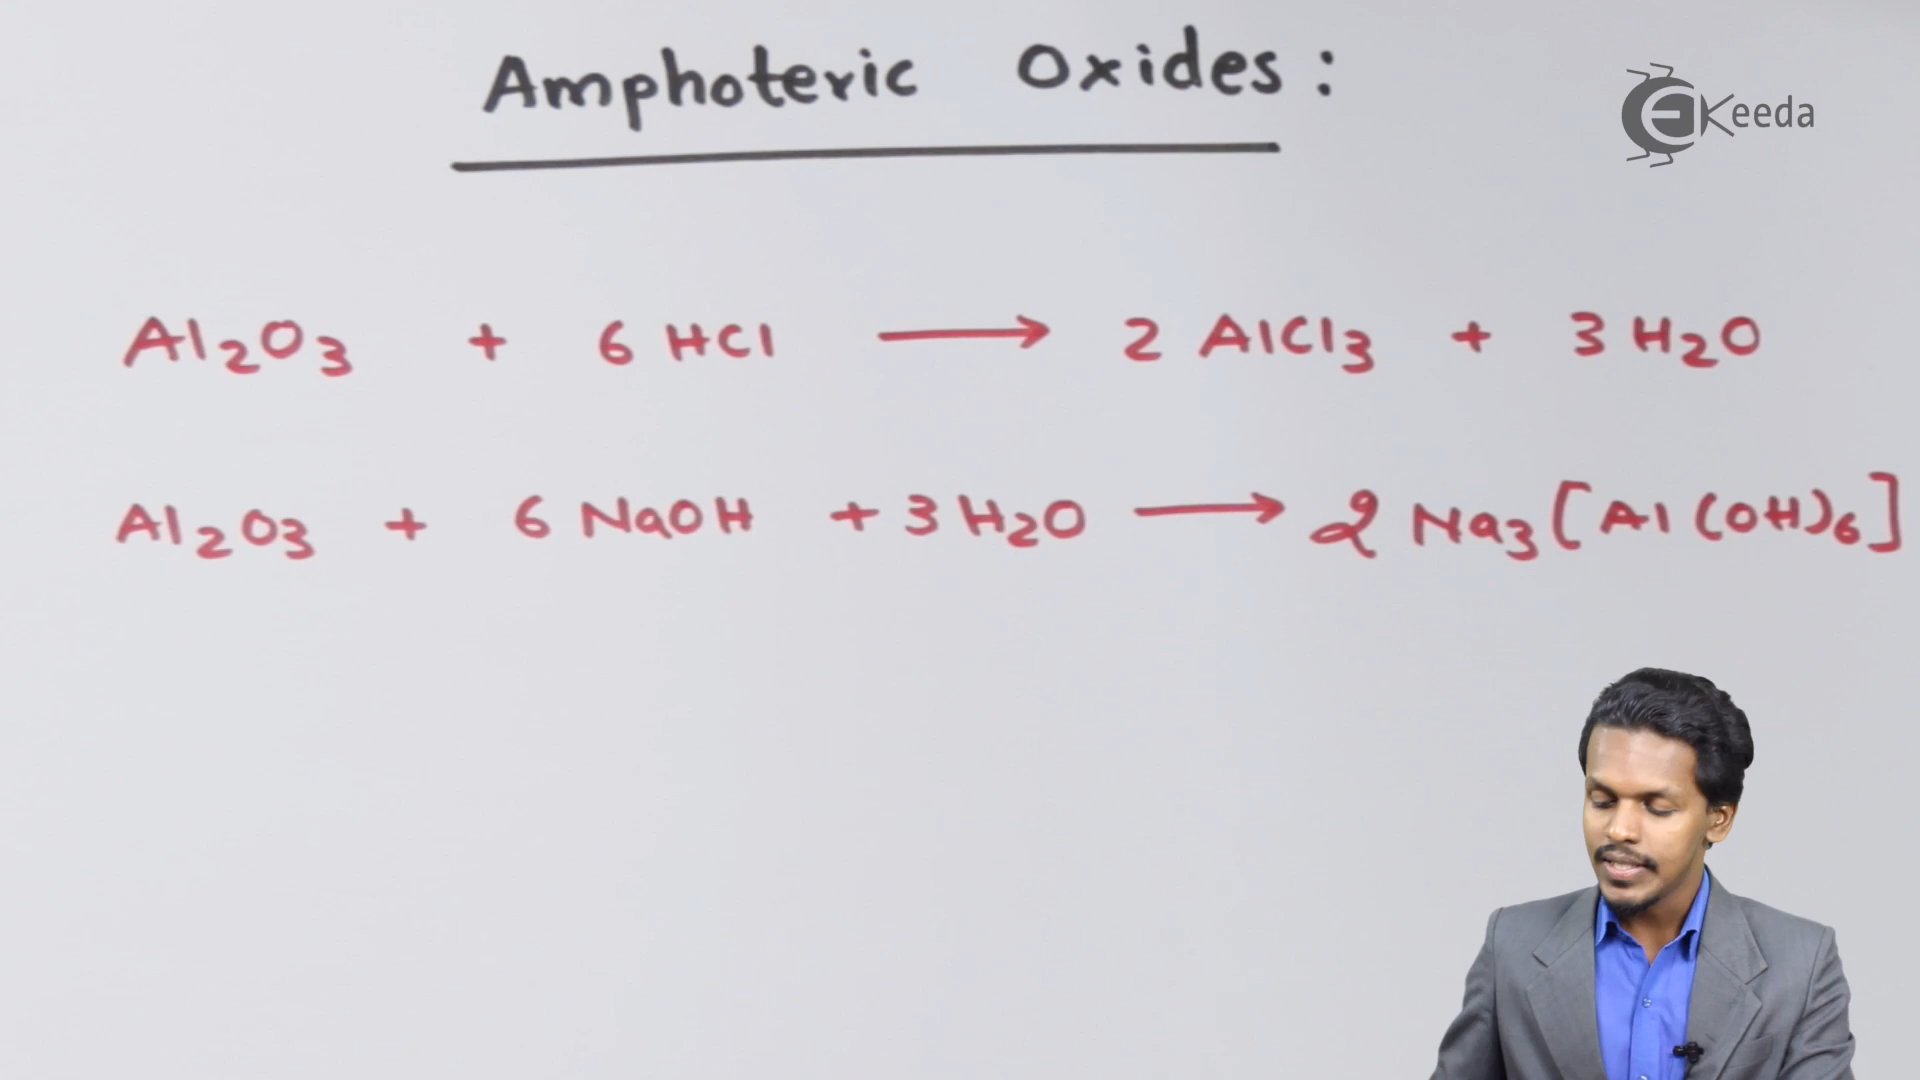 Amphoteric Oxides:
EKeeda
Al2O3 + 6 HCl ⟶ 2 AlCl3 + 3 H2O
Al2O3 + 6 NaOH + 3 H2O ⟶ 2 Na3[Al(OH)6]